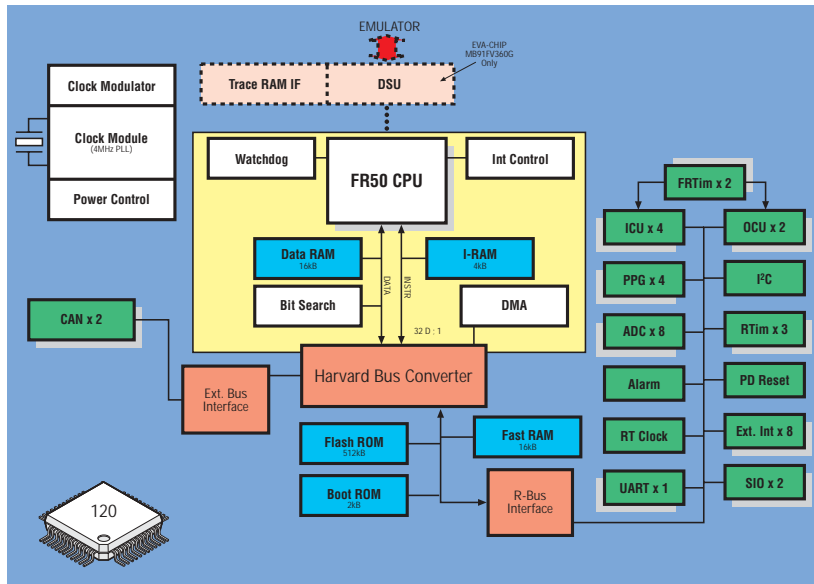 EMULATOR
EVA-CHIP
MB91FV360G
Only
Trace RAM IF
DSU
Clock Modulator
Clock Module
(4MHz PLL)
Power Control
Watchdog
FR50 CPU
Int Control
Data RAM
16kB
I-RAM
4kB
DATA
INSTR
Bit Search
DMA
32 D : 1
Harvard Bus Converter
CAN x 2
Ext. Bus
Interface
Flash ROM
512kB
Fast RAM
16kB
Boot ROM
2kB
R-Bus
Interface
FRTim x 2
ICU x 4
OCU x 2
PPG x 4
I²C
ADC x 8
RTim x 3
Alarm
PD Reset
RT Clock
Ext. Int x 8
UART x 1
SIO x 2
120